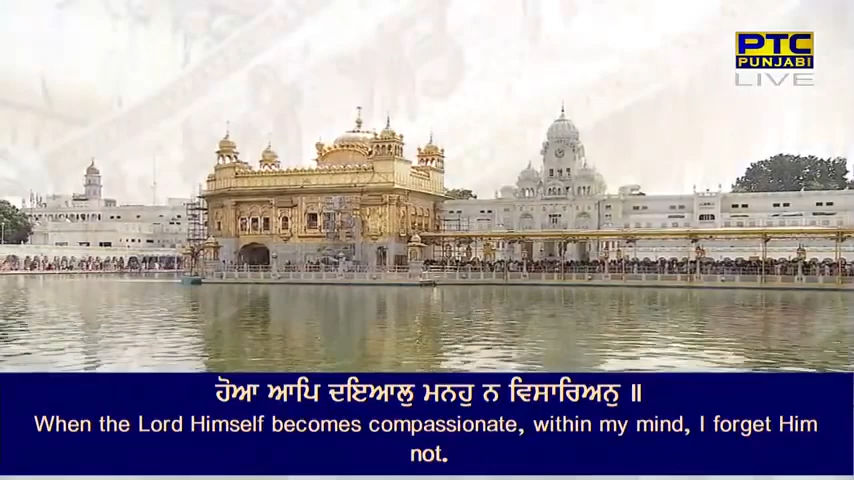 PTC
PUNJABI
LIVE
ਹੋਆ ਆਪਿ ਦਇਆਲੁ ਮਨਹੁ ਨ ਵਿਸਾਰਿਅਨੁ ॥
When the Lord Himself becomes compassionate, within my mind, I forget Him
not.